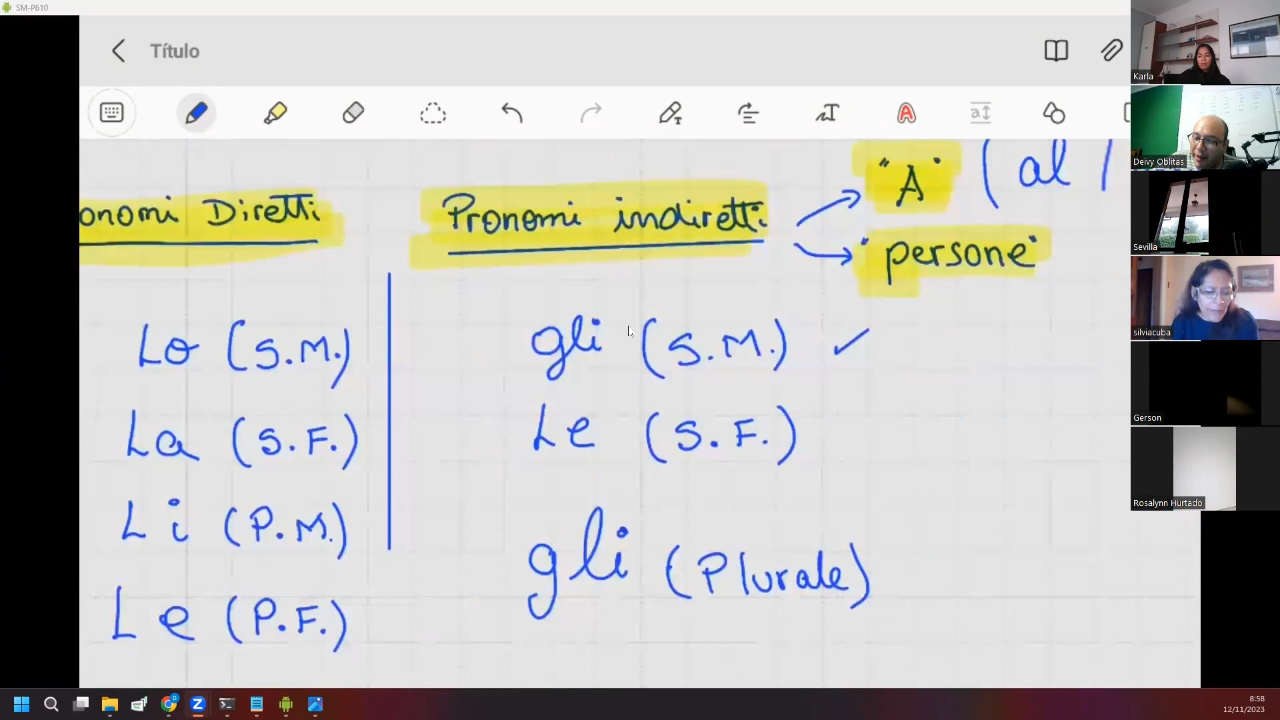 SM-P610
Título
onomi Diretti
Pronomi indiretti
"A" ( al /
"persone"
Lo (S.M.)
La (S.F.)
Li (P.M.)
Le (P.F.)
gli (S.M.) ✓
Le (S.F.)
gli (Plurale)
Karla
Deivy Oblitas
Sevilla
silviacuba
Gerson
Rosalynn Hurtado
8:58
12/11/2023